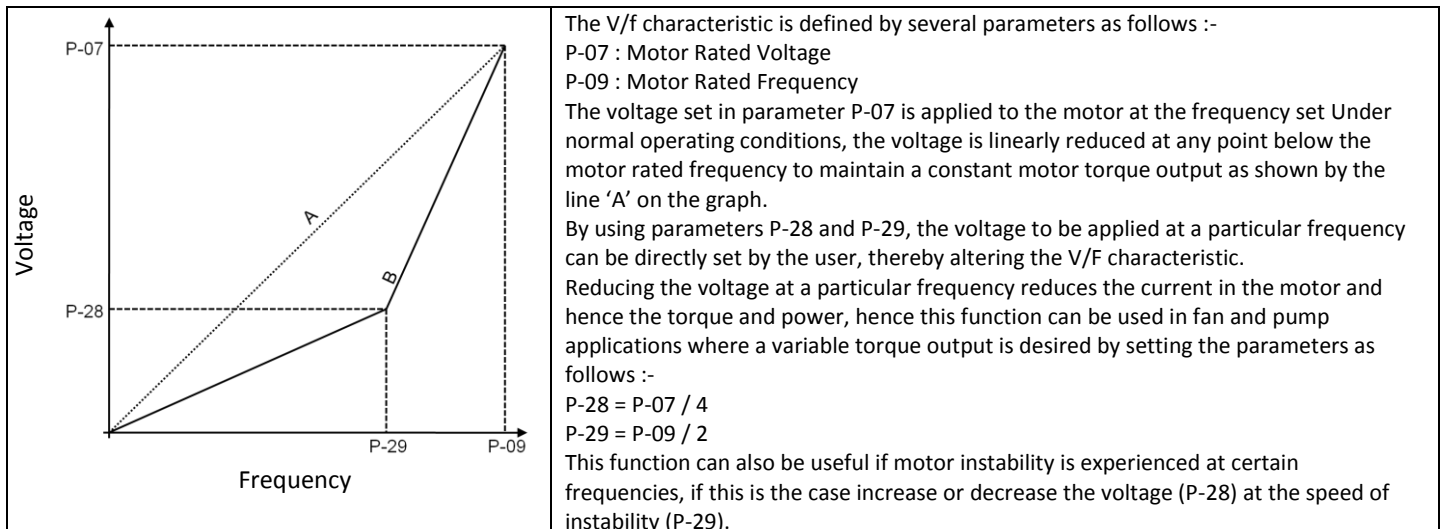 P-07
A
Voltage
B
P-28
P-29
P-09
Frequency
The V/f characteristic is defined by several parameters as follows :-
P-07 : Motor Rated Voltage
P-09 : Motor Rated Frequency
The voltage set in parameter P-07 is applied to the motor at the frequency set Under
normal operating conditions, the voltage is linearly reduced at any point below the
motor rated frequency to maintain a constant motor torque output as shown by the
line ‘A’ on the graph.
By using parameters P-28 and P-29, the voltage to be applied at a particular frequency
can be directly set by the user, thereby altering the V/F characteristic.
Reducing the voltage at a particular frequency reduces the current in the motor and
hence the torque and power, hence this function can be used in fan and pump
applications where a variable torque output is desired by setting the parameters as
follows :-
P-28 = P-07 / 4
P-29 = P-09 / 2
This function can also be useful if motor instability is experienced at certain
frequencies, if this is the case increase or decrease the voltage (P-28) at the speed of
instability (P-29).